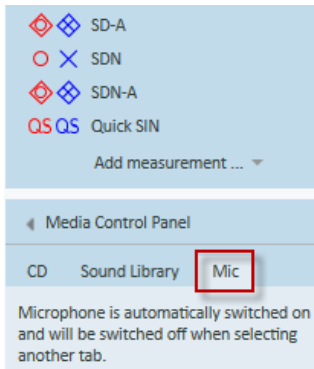 SD-A
SDN
SDN-A
QS QS Quick SIN
Add measurement ...
Media Control Panel
CD Sound Library Mic
Microphone is automatically switched on
and will be switched off when selecting
another tab.